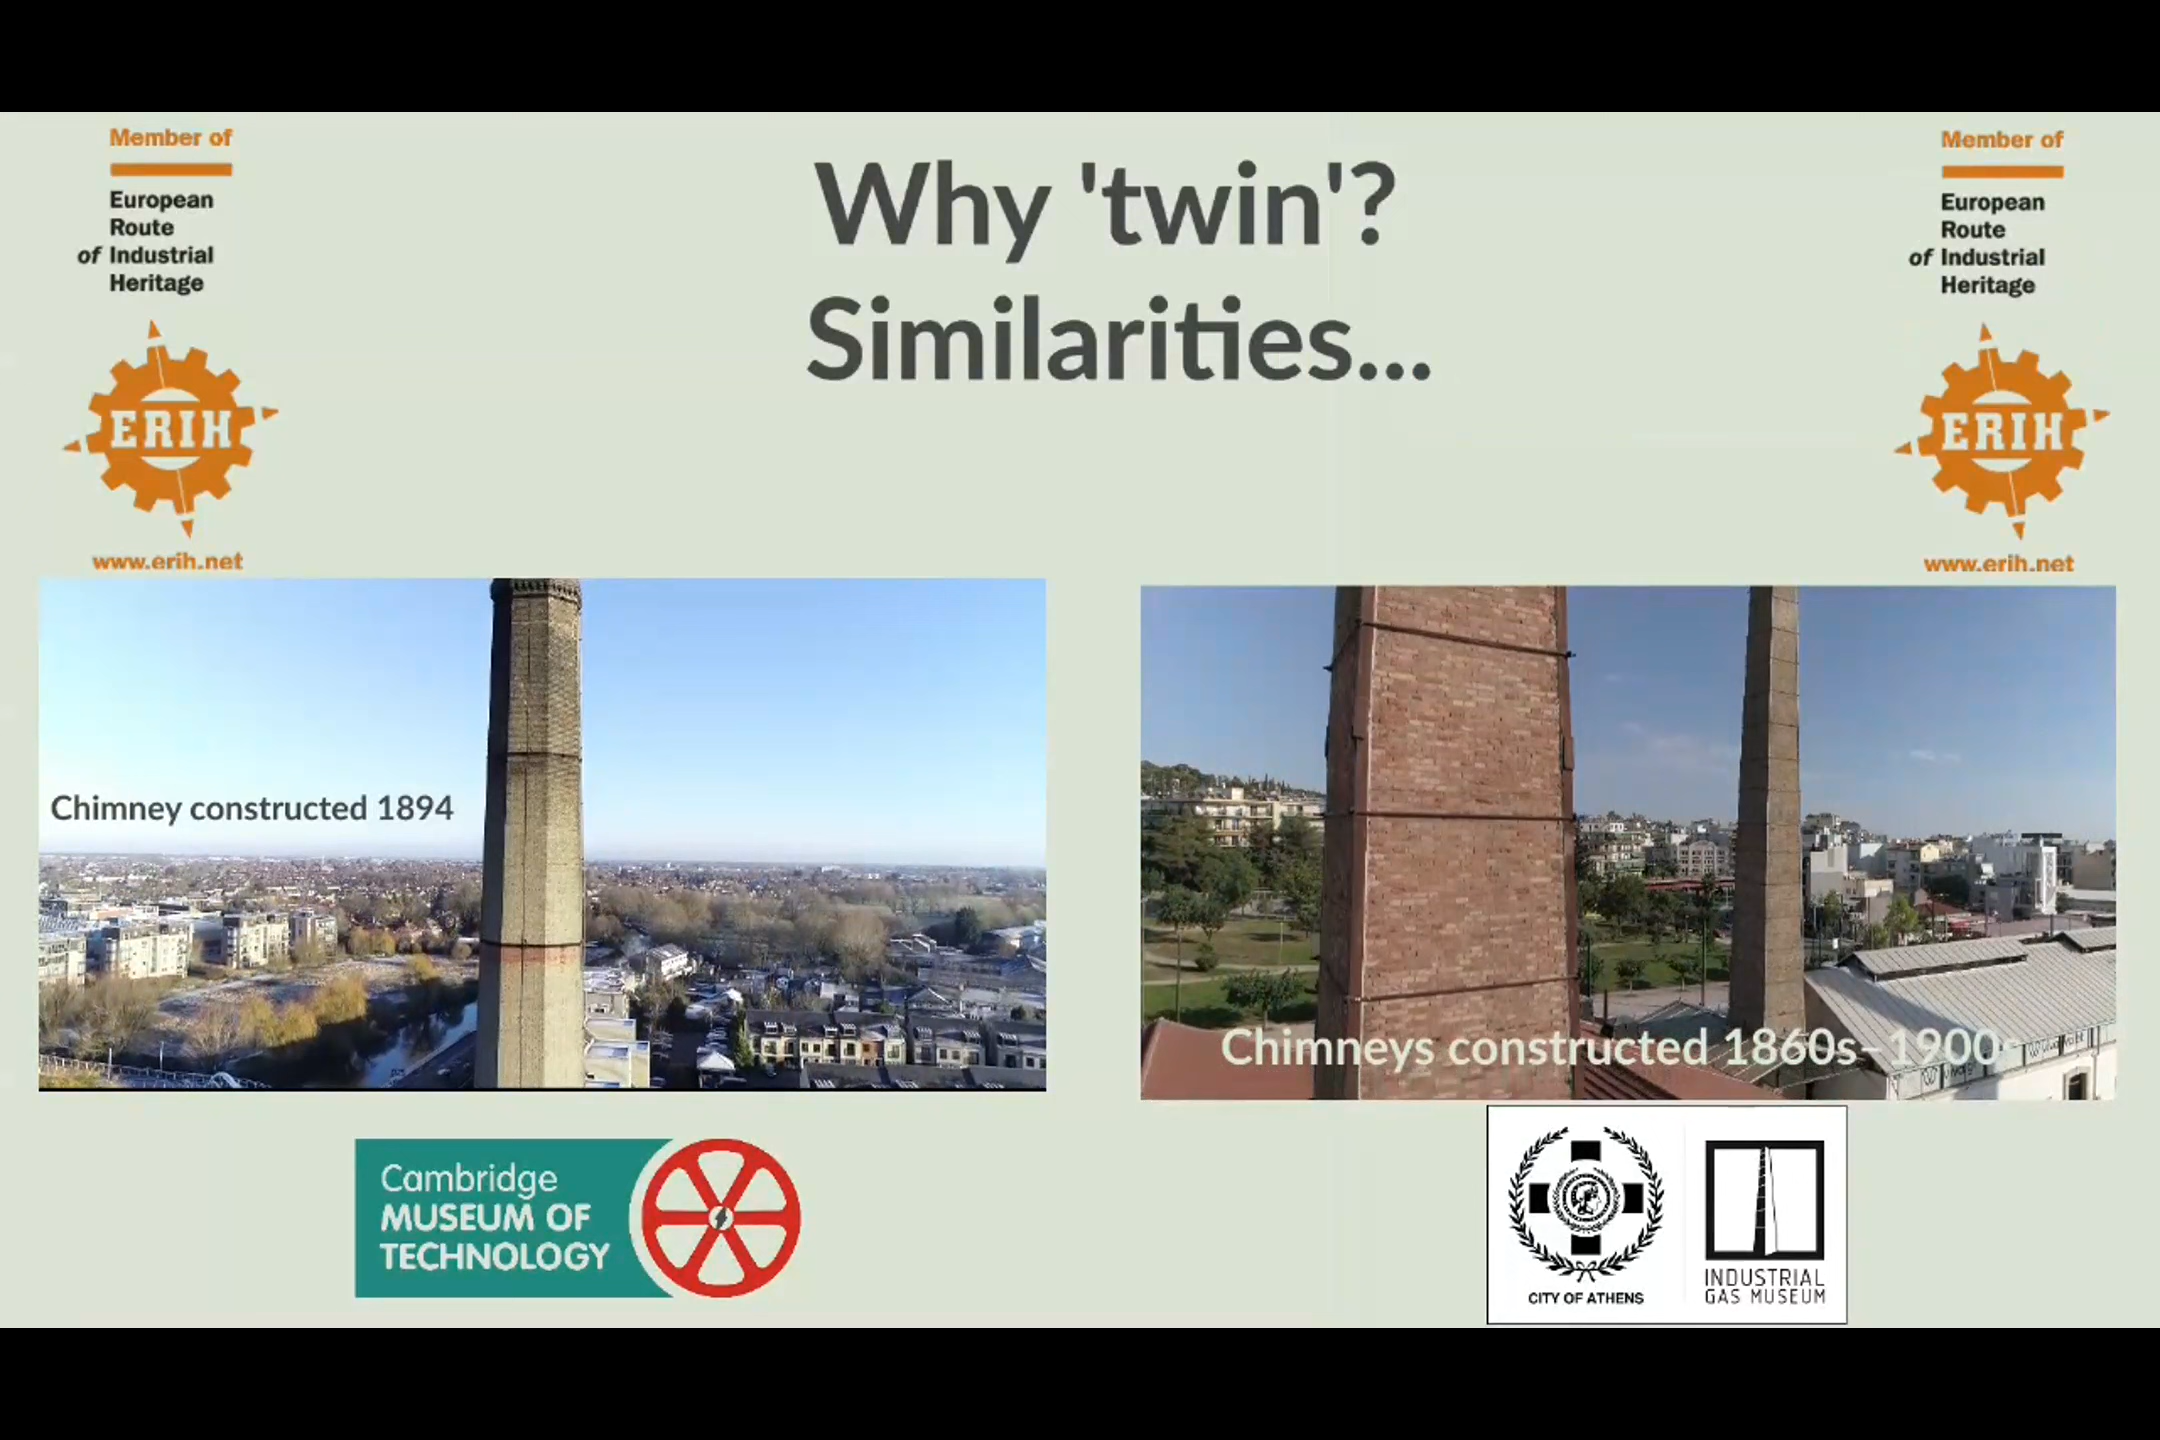 Member of
European
Route
of Industrial
Heritage
ERIH
www.erih.net
Why 'twin'?
Similarities...
Member of
European
Route
of Industrial
Heritage
ERIH
www.erih.net
Chimney constructed 1894
Chimneys constructed 1860s–1900
Cambridge
MUSEUM OF
TECHNOLOGY
CITY OF ATHENS
INDUSTRIAL
GAS MUSEUM